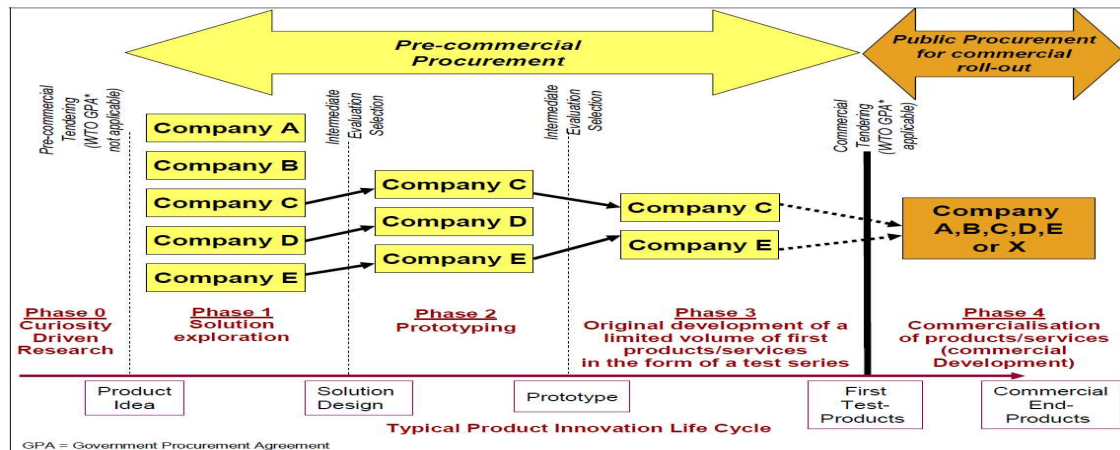 Pre-commercial
Procurement
Public Procurement
for commercial
roll-out
Pre-commercial
Tendering
(WTO GPA*
not applicable)
Intermediate
Evaluation
Selection
Intermediate
Evaluation
Selection
Commercial
Tendering
(WTO GPA*
applicable)
Company A
Company B
Company C
Company D
Company E
Company C
Company D
Company E
Company C
Company E
Company
A,B,C,D,E
or X
Phase 0
Curiosity
Driven
Research
Phase 1
Solution
exploration
Phase 2
Prototyping
Phase 3
Original development of a
limited volume of first
products/services
in the form of a test series
Phase 4
Commercialisation
of products/services
(commercial
Development)
Product
Idea
Solution
Design
Prototype
First
Test-
Products
Commercial
End-
Products
Typical Product Innovation Life Cycle
GPA = Government Procurement Agreement